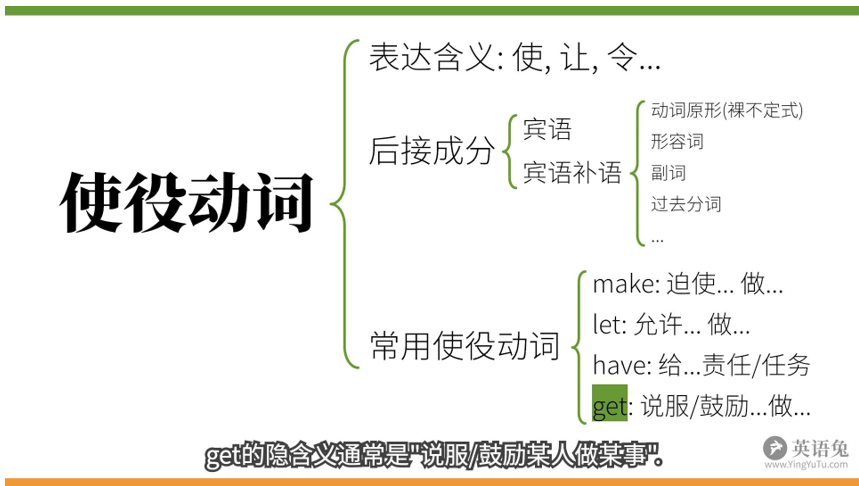 使役动词
表达含义: 使, 让, 令...
后接成分
宾语
宾语补语
动词原形(裸不定式)
形容词
副词
过去分词
...
常用使役动词
make: 迫使... 做...
let: 允许... 做...
have: 给...责任/任务
get: 说服/鼓励...做...
get的隐含义通常是"说服/鼓励某人做某事".
英语兔
www.YingYuTu.com